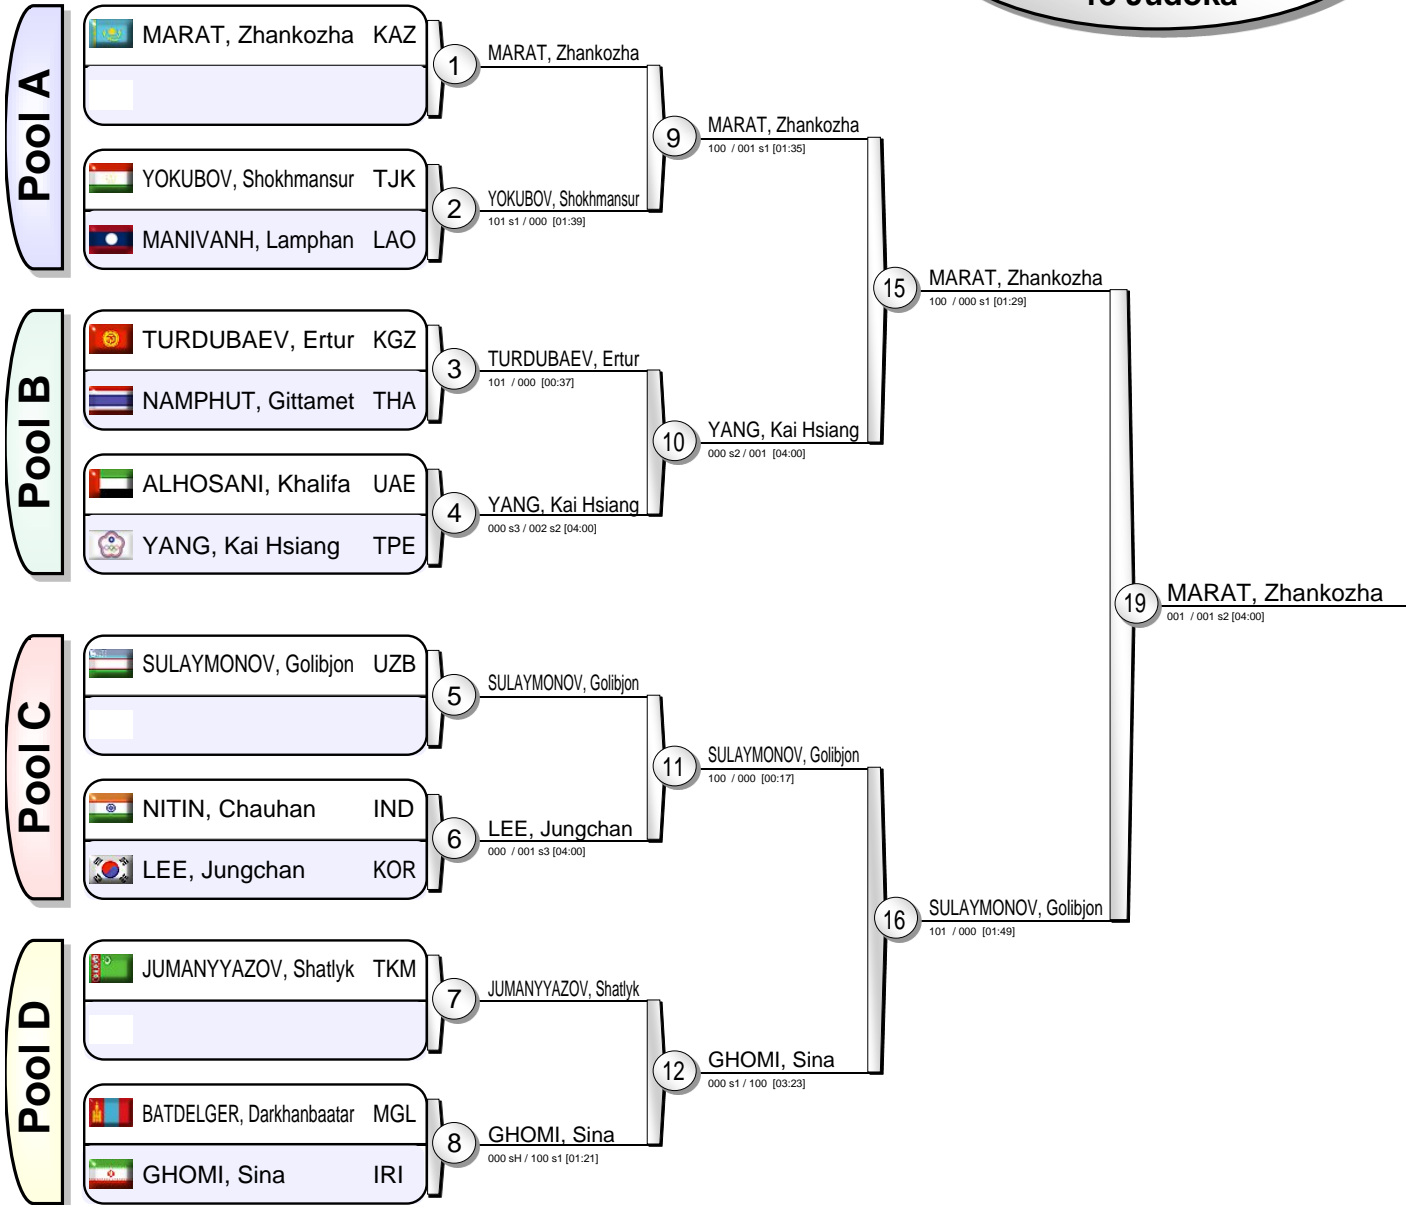 13 Judoka
Pool A
MARAT, Zhankozha KAZ
YOKUBOV, Shokhmansur TJK
MANIVANH, Lamphan LAO
Pool B
TURDUBAEV, Ertur KGZ
NAMPHUT, Gittamet THA
ALHOSANI, Khalifa UAE
YANG, Kai Hsiang TPE
Pool C
SULAYMONOV, Golibjon UZB
NITIN, Chauhan IND
LEE, Jungchan KOR
Pool D
JUMANYYAZOV, Shatlyk TKM
BATDELGER, Darkhanbaatar MGL
GHOMI, Sina IRI
1
MARAT, Zhankozha
2
YOKUBOV, Shokhmansur
101 s1 / 000 [01:39]
3
TURDUBAEV, Ertur
101 / 000 [00:37]
4
YANG, Kai Hsiang
000 s3 / 002 s2 [04:00]
5
SULAYMONOV, Golibjon
6
LEE, Jungchan
000 / 001 s3 [04:00]
7
JUMANYYAZOV, Shatlyk
8
GHOMI, Sina
000 sH / 100 s1 [01:21]
9
MARAT, Zhankozha
100 / 001 s1 [01:35]
10
YANG, Kai Hsiang
000 s2 / 001 [04:00]
11
SULAYMONOV, Golibjon
100 / 000 [00:17]
12
GHOMI, Sina
000 s1 / 100 [03:23]
15
MARAT, Zhankozha
100 / 000 s1 [01:29]
16
SULAYMONOV, Golibjon
101 / 000 [01:49]
19
MARAT, Zhankozha
001 / 001 s2 [04:00]